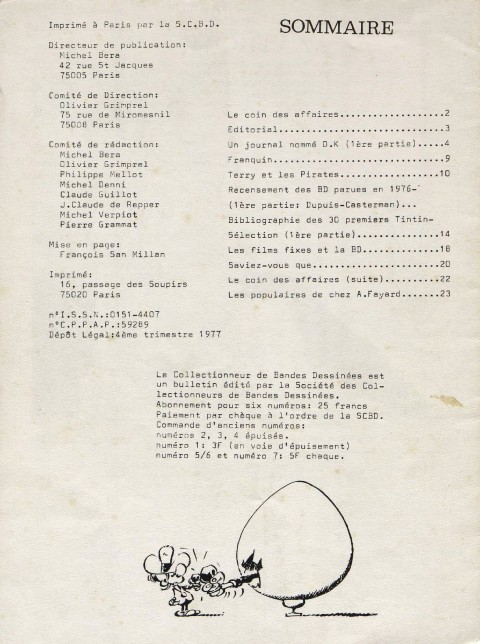 Imprimé à Paris par la S.C.B.D.
Directeur de publication:
Michel Bera
42 rue St Jacques
75005 Paris
Comité de Direction:
Olivier Grimprel
75 rue de Miromesnil
75008 Paris
Comité de rédaction:
Michel Bera
Olivier Grimprel
Philippe Mellot
Michel Denni
Claude Guillot
J.Claude de Repper
Michel Verpiot
Pierre Grammat
Mise en page:
François San Millan
Imprimé:
16, passage des Soupirs
75020 Paris
n°I.S.S.N.:0151-4407
n°C.P.P.A.P.:59289
Dépôt Légal:4ème trimestre 1977
SOMMAIRE
Le coin des affaires.................2
Editorial............................3
Un journal nommé O.K (1ère partie).....4
Franquin.............................9
Terry et les Pirates.................10
Recensement des BD parues en 1976-
(1ère partie: Dupuis-Casterman)...
Bibliographie des 30 premiers Tintin-
Sélection (1ère partie)..............14
Les films fixes et la BD.............18
Saviez-vous que......................20
Le coin des affaires (suite).........22
Les populaires de chez A.Fayard......23
Le Collectionneur de Bandes Dessinées est
un bulletin édité par la Société des Col-
lectionneurs de Bandes Dessinées.
Abonnement pour six numéros: 25 francs
Paiement par chèque à l'ordre de la SCBD.
Commande d'anciens numéros:
numéros 2, 3, 4 épuisés.
numéro 1: 3F (en voie d'épuisement)
numéro 5/6 et numéro 7: 5F chaque.